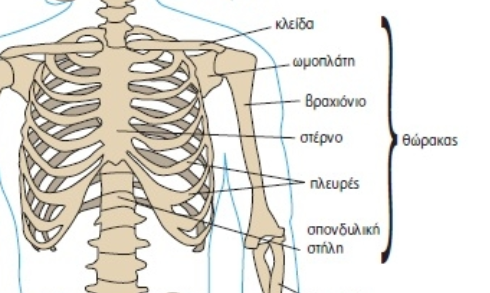 κλείδα
ωμοπλάτη
βραχιόνιο
στέρνο
θώρακας
πλευρές
σπονδυλική
στήλη